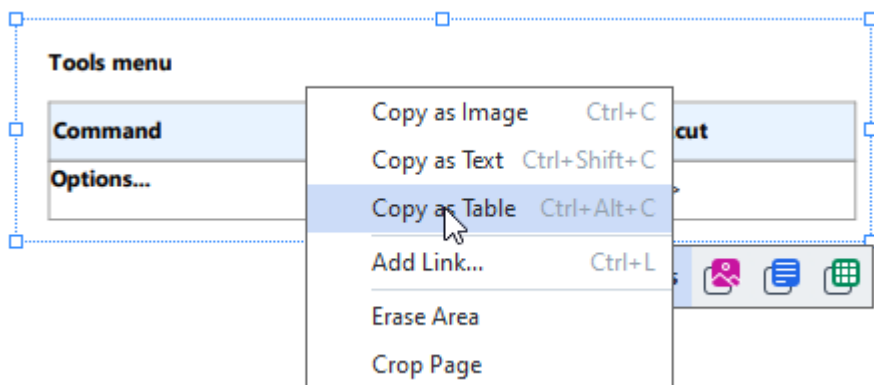 Tools menu
Command
cut
Options...
>
Copy as Image Ctrl+C
Copy as Text Ctrl+Shift+C
Copy as Table Ctrl+Alt+C
Add Link... Ctrl+L
s
Erase Area
Crop Page